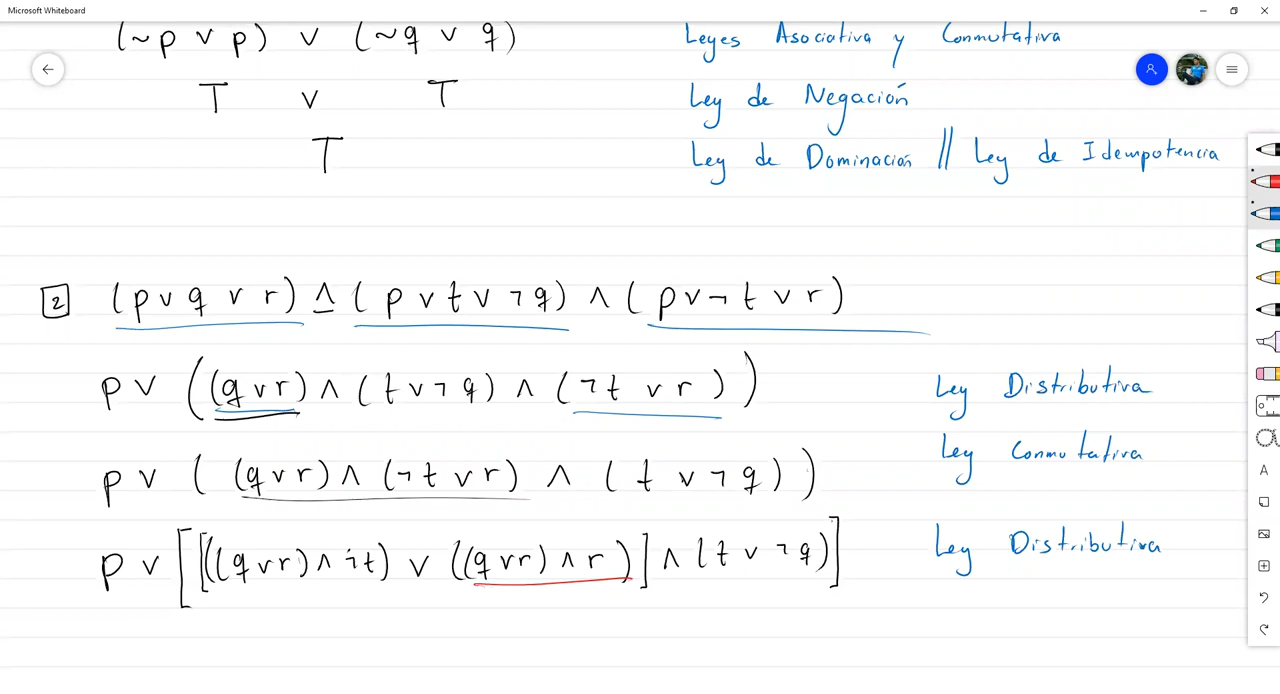 Microsoft Whiteboard
(~p v p) v (~q v q) Leyes Asociativa y Conmutativa
T v T Ley de Negación
T Ley de Dominación // Ley de Idempotencia
2 (p v q v r) ∧ (p v t v ¬q) ∧ (p v ¬t v r)
p v ((q v r) ∧ (t v ¬q) ∧ (¬t v r)) Ley Distributiva
p v ((q v r) ∧ (¬t v r) ∧ (t v ¬q)) Ley Conmutativa
p v [[((q v r) ∧ ¬t) v ((q v r) ∧ r)] ∧ (t v ¬q)] Ley Distributiva
A